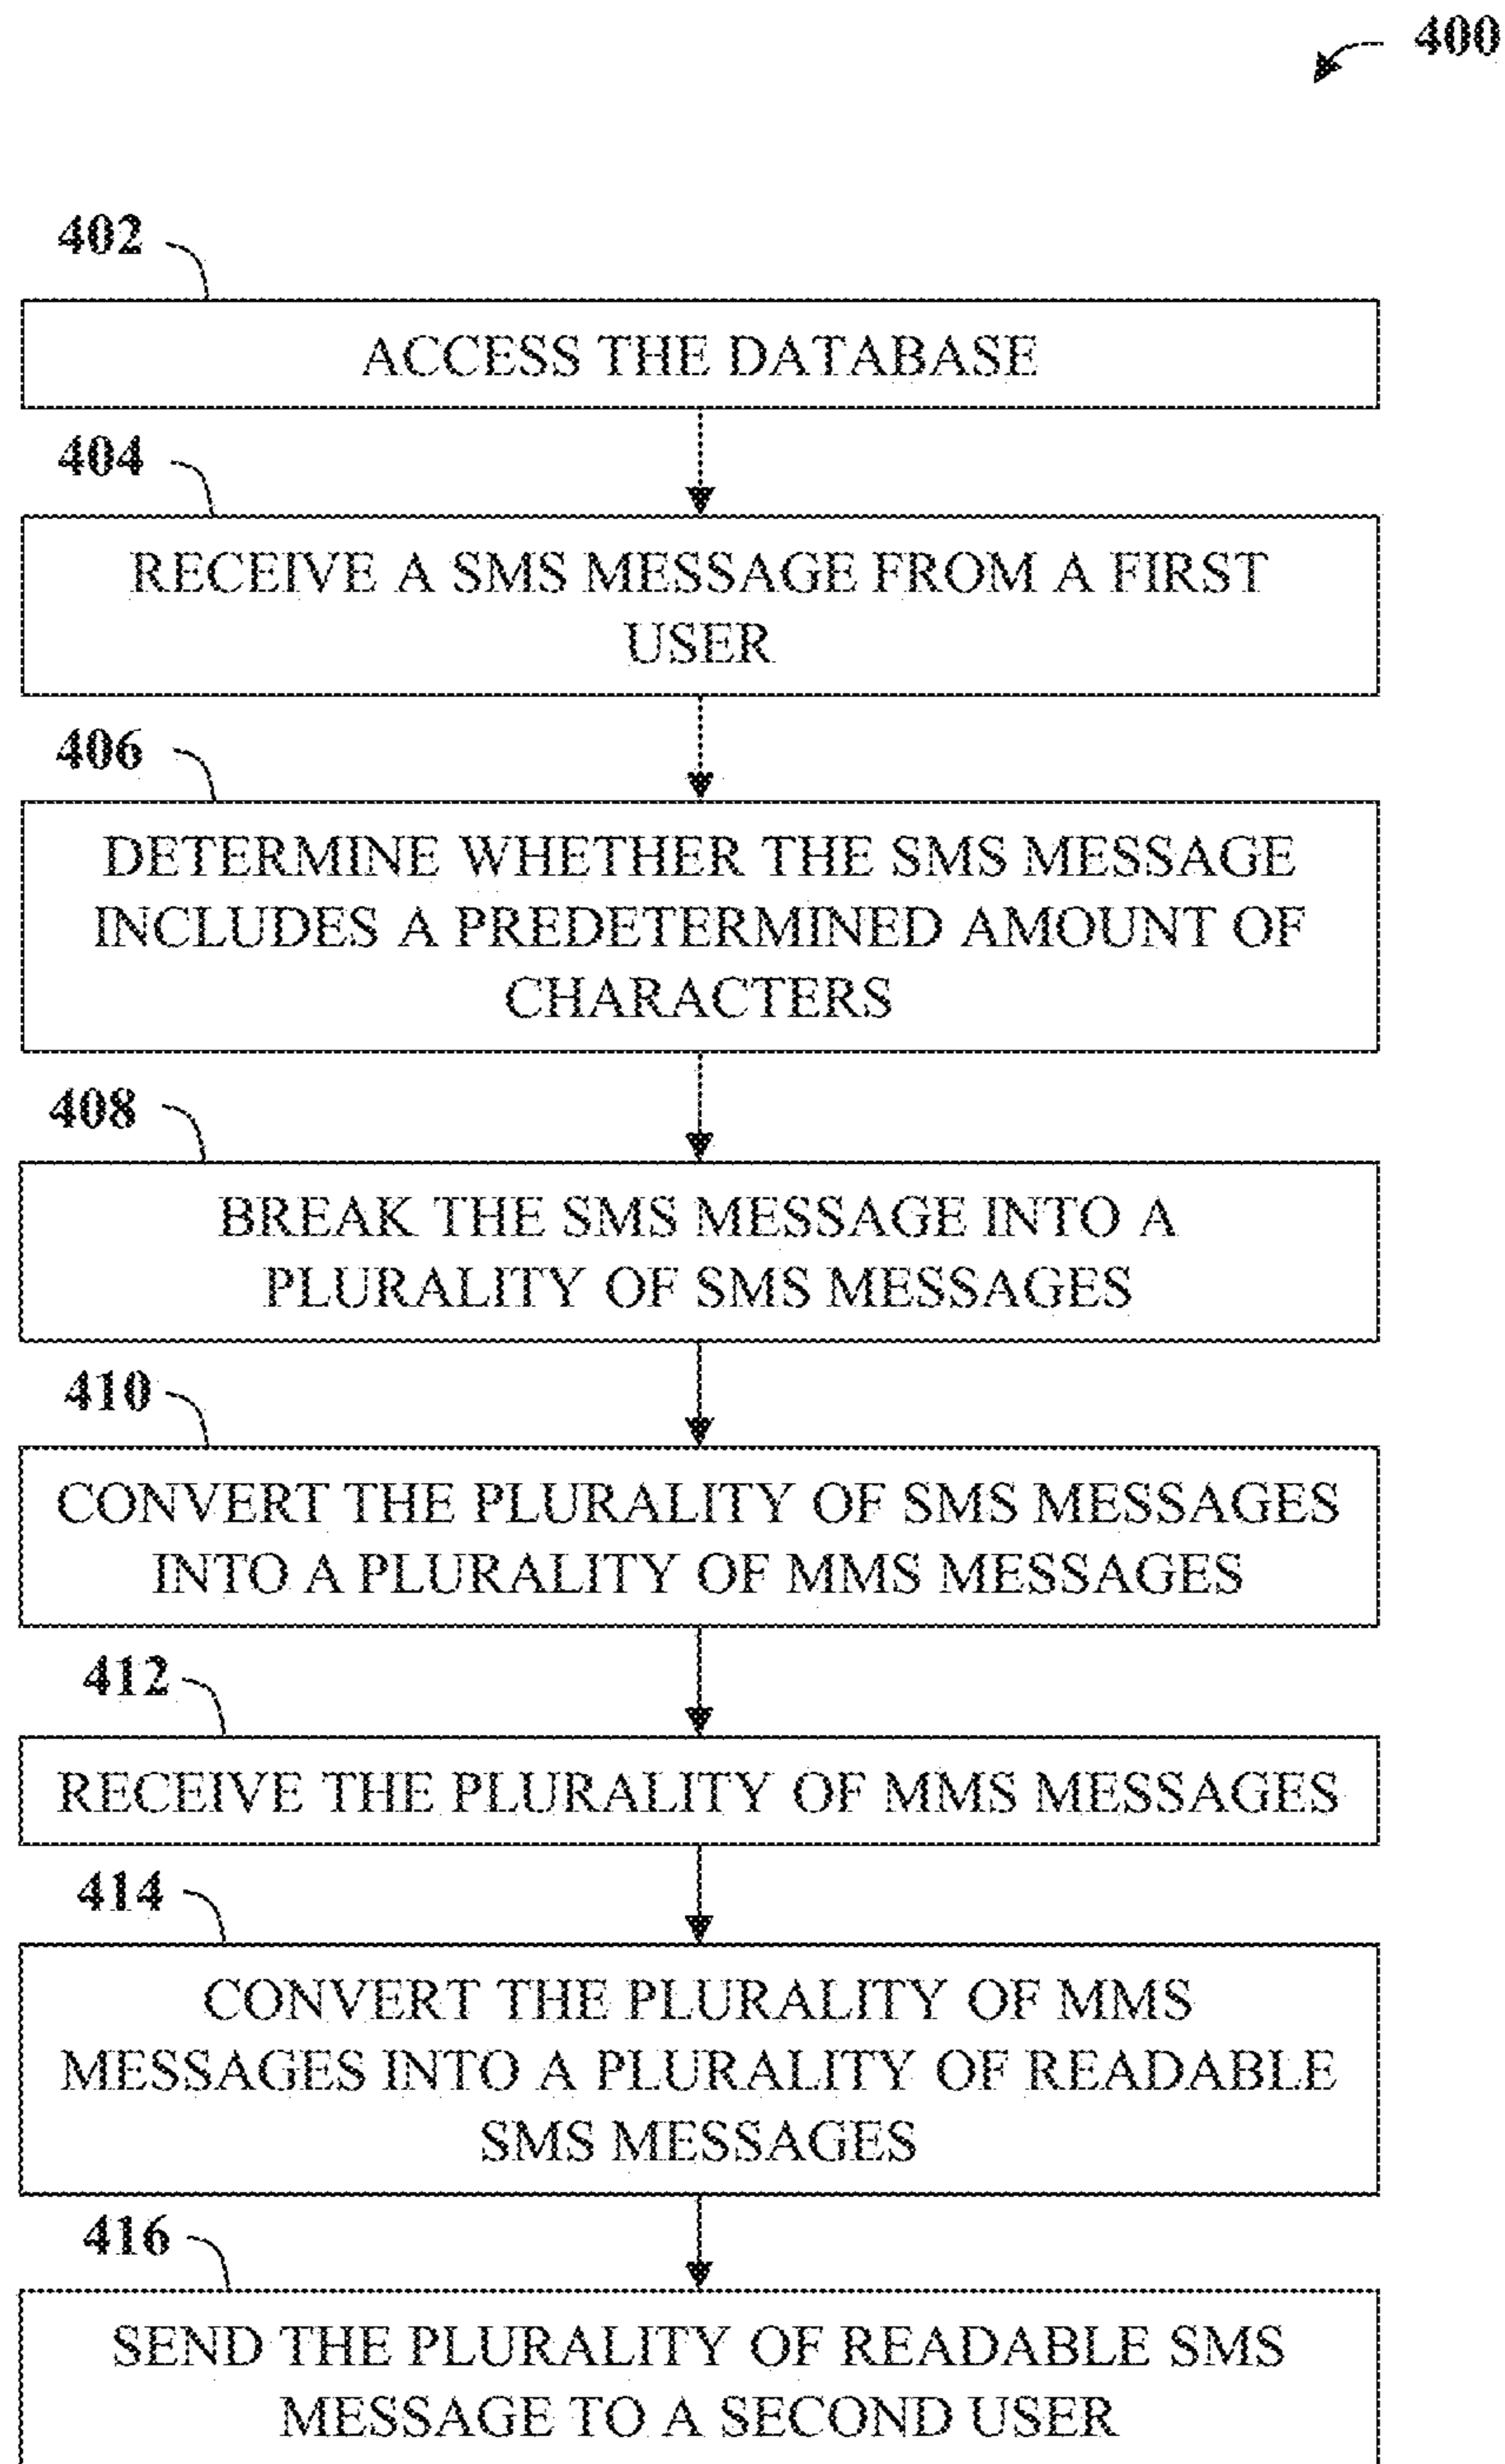 400
402
ACCESS THE DATABASE
404
RECEIVE A SMS MESSAGE FROM A FIRST
USER
406
DETERMINE WHETHER THE SMS MESSAGE
INCLUDES A PREDETERMINED AMOUNT OF
CHARACTERS
408
BREAK THE SMS MESSAGE INTO A
PLURALITY OF SMS MESSAGES
410
CONVERT THE PLURALITY OF SMS MESSAGES
INTO A PLURALITY OF MMS MESSAGES
412
RECEIVE THE PLURALITY OF MMS MESSAGES
414
CONVERT THE PLURALITY OF MMS
MESSAGES INTO A PLURALITY OF READABLE
SMS MESSAGES
416
SEND THE PLURALITY OF READABLE SMS
MESSAGE TO A SECOND USER